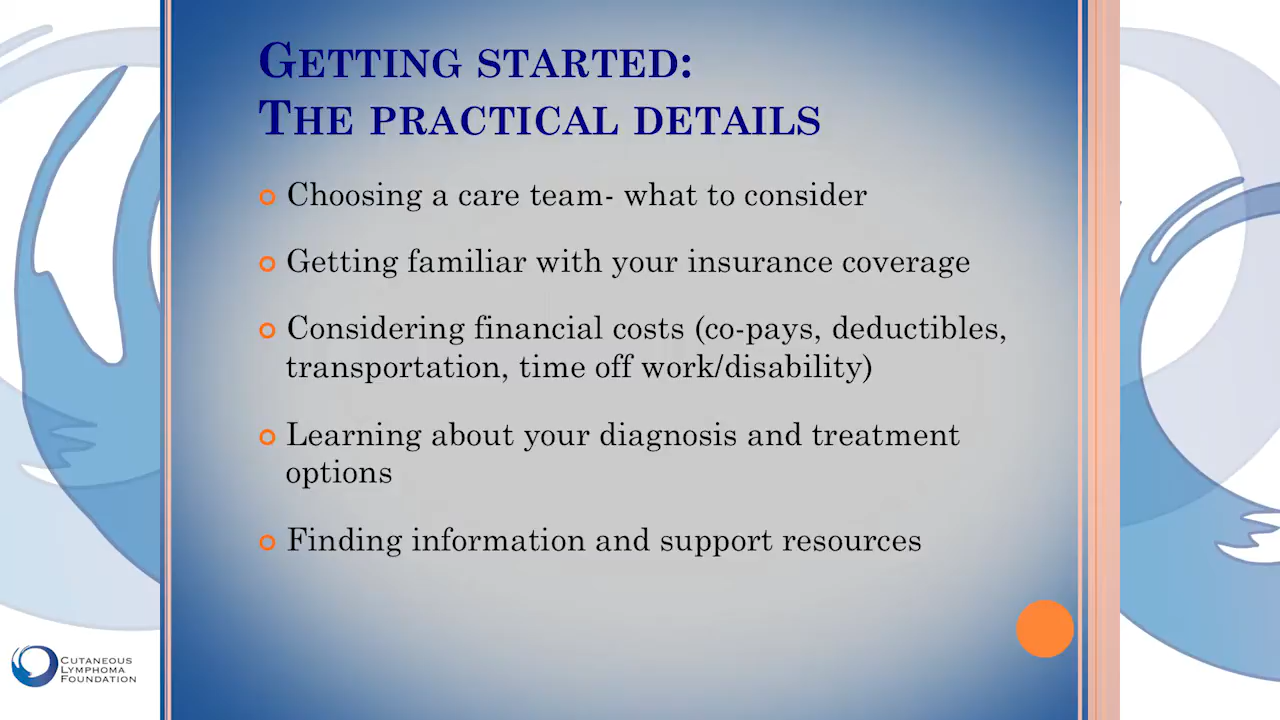 GETTING STARTED:
THE PRACTICAL DETAILS
Choosing a care team- what to consider
Getting familiar with your insurance coverage
Considering financial costs (co-pays, deductibles,
transportation, time off work/disability)
Learning about your diagnosis and treatment
options
Finding information and support resources
CUTANEOUS
LYMPHOMA
FOUNDATION